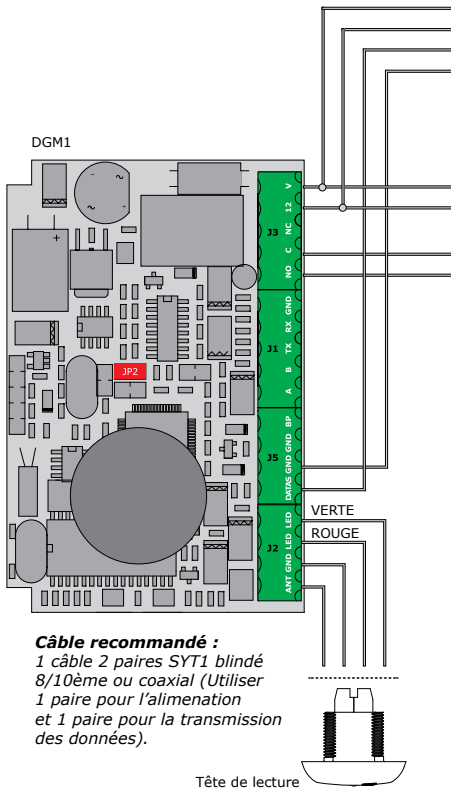 DGM1
V
12
J3
NC
C
NO
GND
RX
J1
TX
B
A
BP
GND
J5
GND
DATAS
LED
VERTE
LED
ROUGE
J2
GND
ANT
JP2
+
-
~
~
Câble recommandé :
1 câble 2 paires SYT1 blindé
8/10ème ou coaxial (Utiliser
1 paire pour l’alimenation
et 1 paire pour la transmission
des données).
Tête de lecture